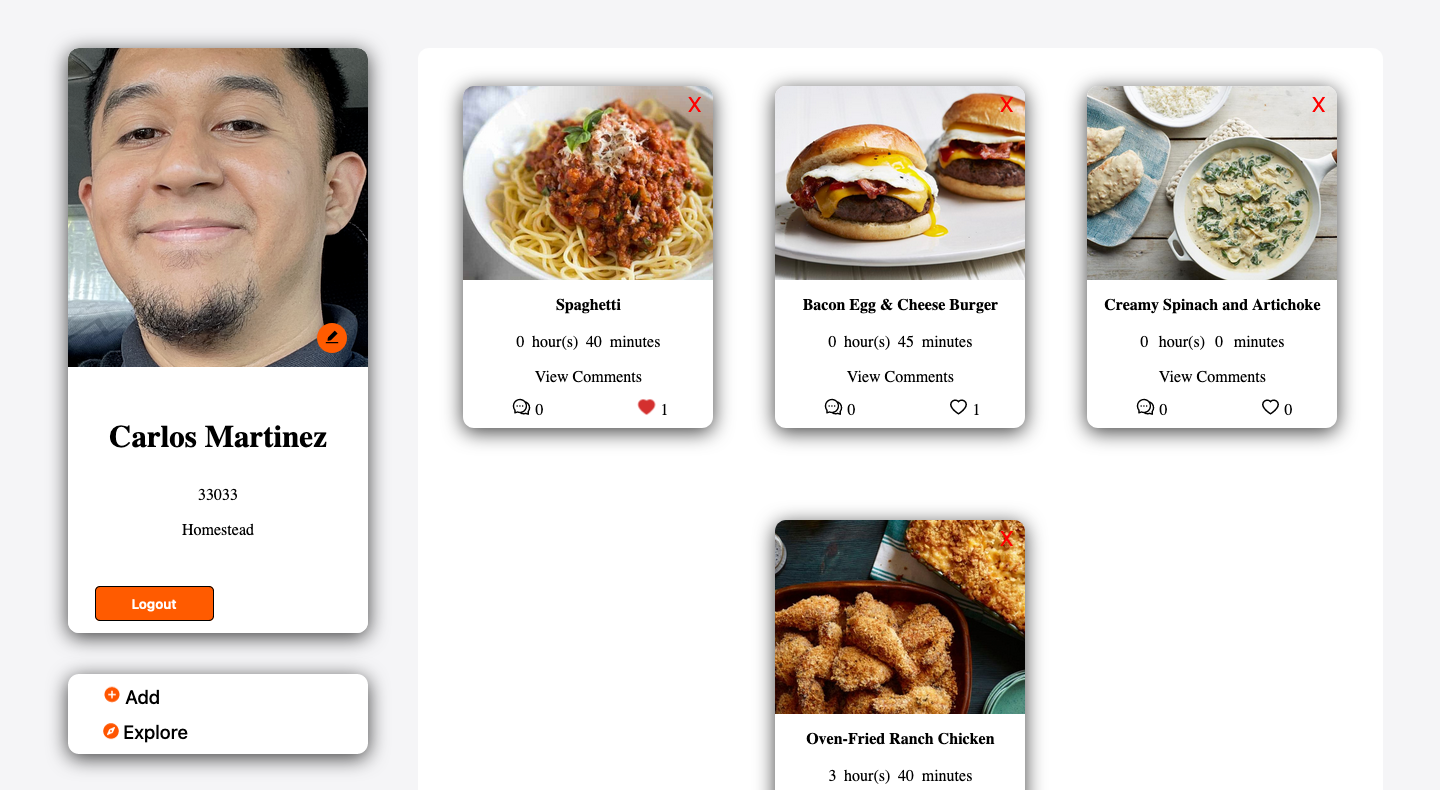 Carlos Martinez
33033
Homestead
Logout
Add
Explore
X
Spaghetti
0 hour(s) 40 minutes
View Comments
0 1
X
Bacon Egg & Cheese Burger
0 hour(s) 45 minutes
View Comments
0 1
X
Creamy Spinach and Artichoke
0 hour(s) 0 minutes
View Comments
0 0
X
Oven-Fried Ranch Chicken
3 hour(s) 40 minutes